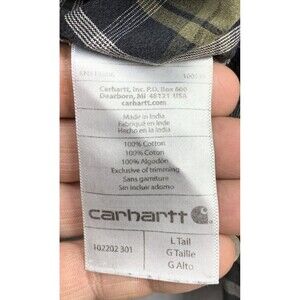 Carhartt, Inc. P.O. Box 600
Dearborn, MI 48121 USA
carhartt.com
Made in India
Fabriqué en Inde
Hecho en la India
100% Cotton
100% Cotton
100% Algodón
Exclusive of trimming
Sans garniture
Sin incluir adorno
carhartt
102202 301
L Tall
G Taille
G Alto